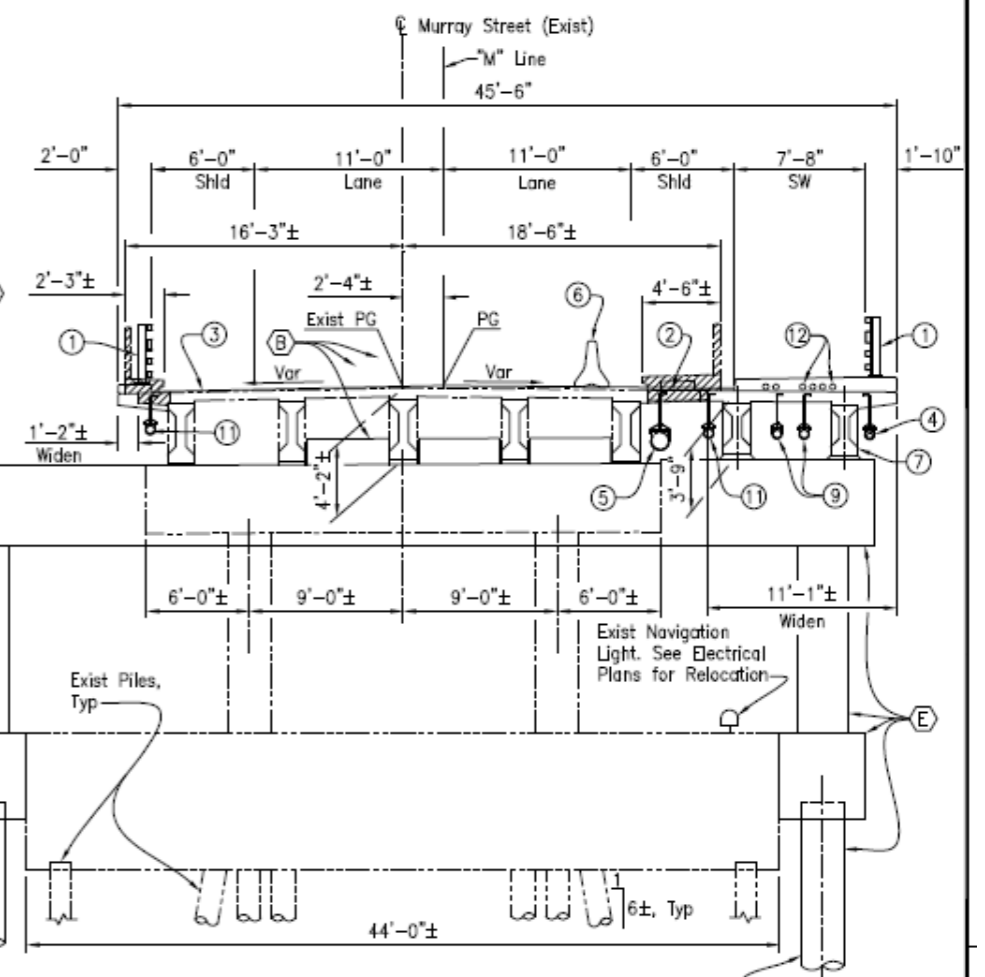 ℄ Murray Street (Exist)
"M" Line
45'-6"
2'-0"
6'-0"
Shld
11'-0"
Lane
11'-0"
Lane
6'-0"
Shld
7'-8"
SW
1'-10"
16'-3"±
18'-6"±
2'-3"±
2'-4"±
6
4'-6"±
1
3
Exist PG
B
PG
2
12
1
Var
Var
11
1'-2"±
Widen
4'-2"±
5
3'-9"
11
9
4
7
6'-0"±
9'-0"±
9'-0"±
6'-0"±
11'-1"±
Widen
Exist Navigation
Light. See Electrical
Plans for Relocation
Exist Piles,
Typ
E
1
6±, Typ
44'-0"±